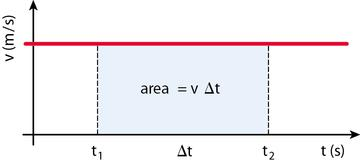 v (m/s)
area = v Δt
t₁ Δt t₂ t (s)